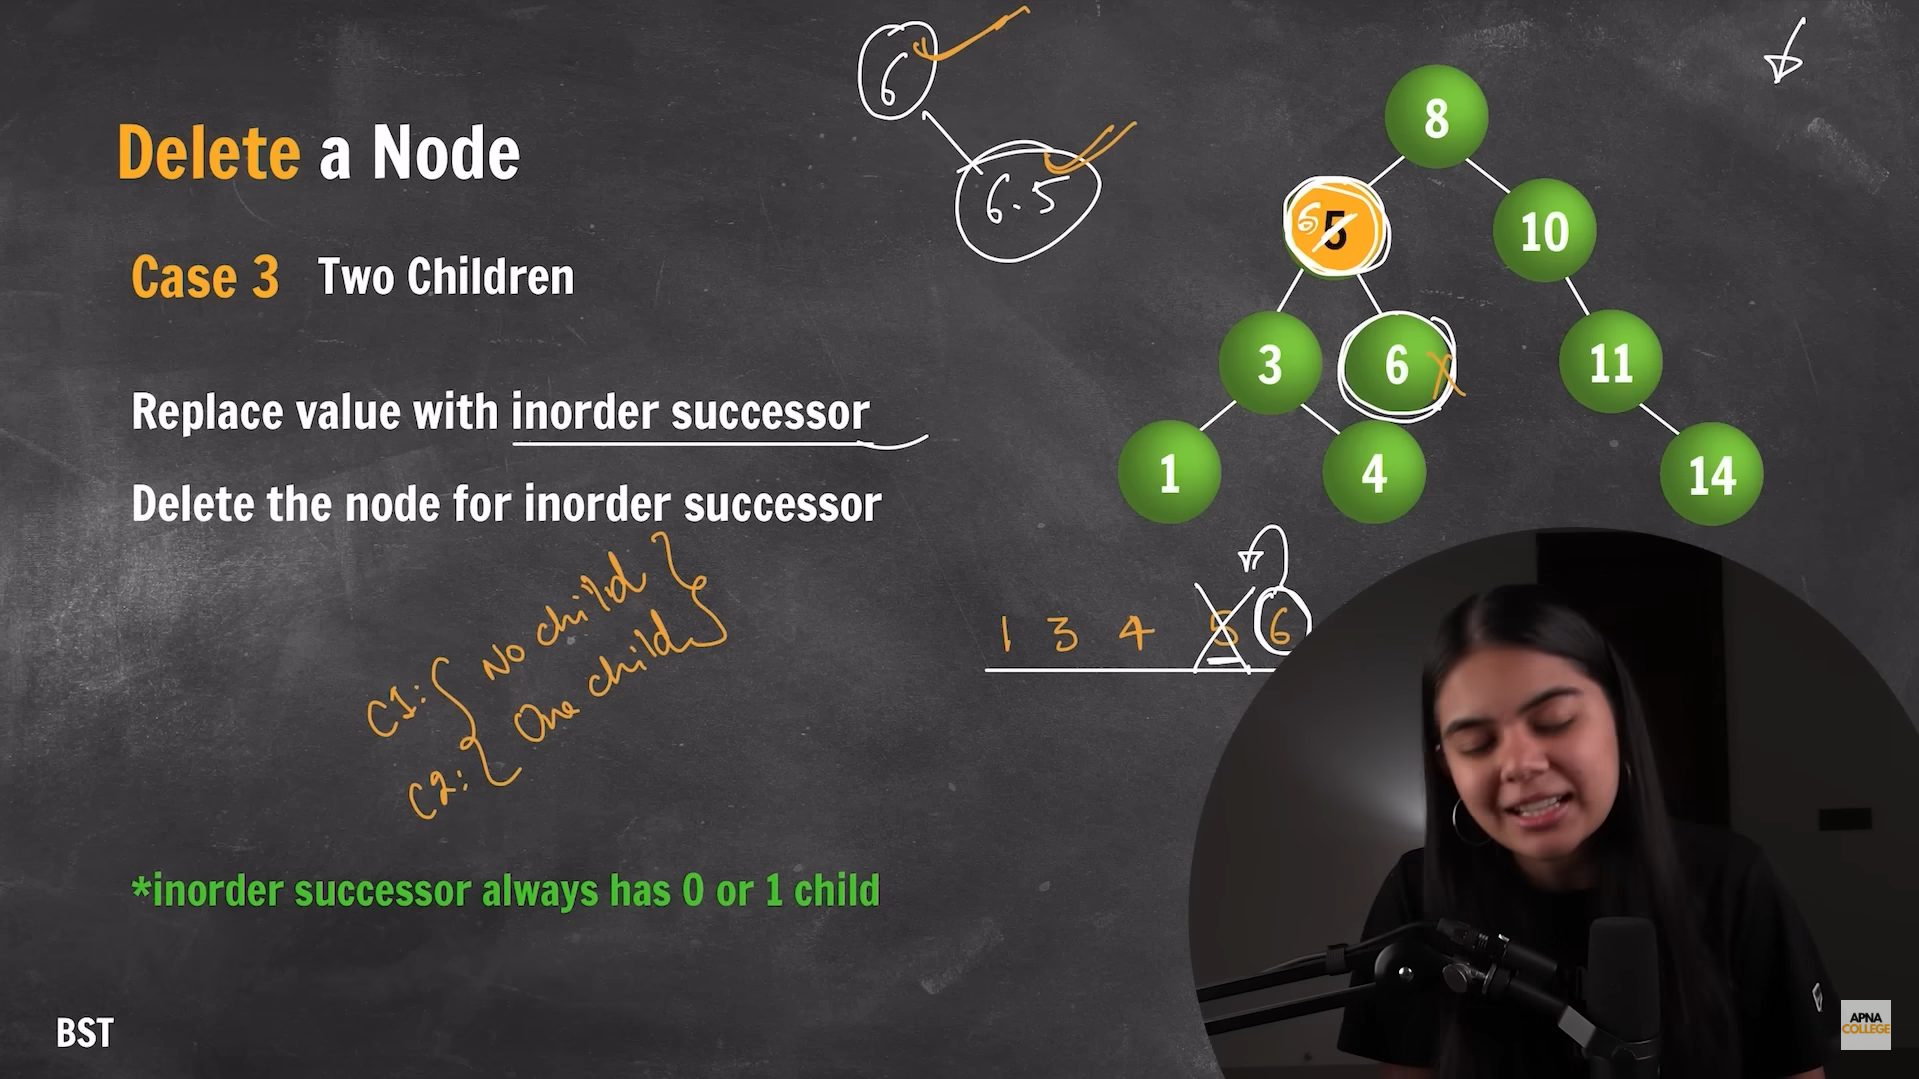 6
6.5
8
Delete a Node
6 5
10
Case 3 Two Children
3
6 X
11
Replace value with inorder successor
1
4
14
Delete the node for inorder successor
1 3 4 5 6
C1: { No child }
C2: { One child }
*inorder successor always has 0 or 1 child
BST
APNA
COLLEGE